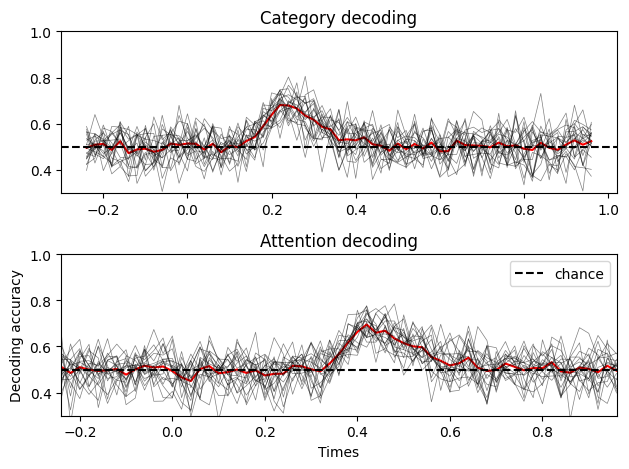 Category decoding
1.0
0.8
0.6
0.4
−0.2 0.0 0.2 0.4 0.6 0.8 1.0
Attention decoding
1.0
0.8
0.6
0.4
chance
Decoding accuracy
−0.2 0.0 0.2 0.4 0.6 0.8
Times